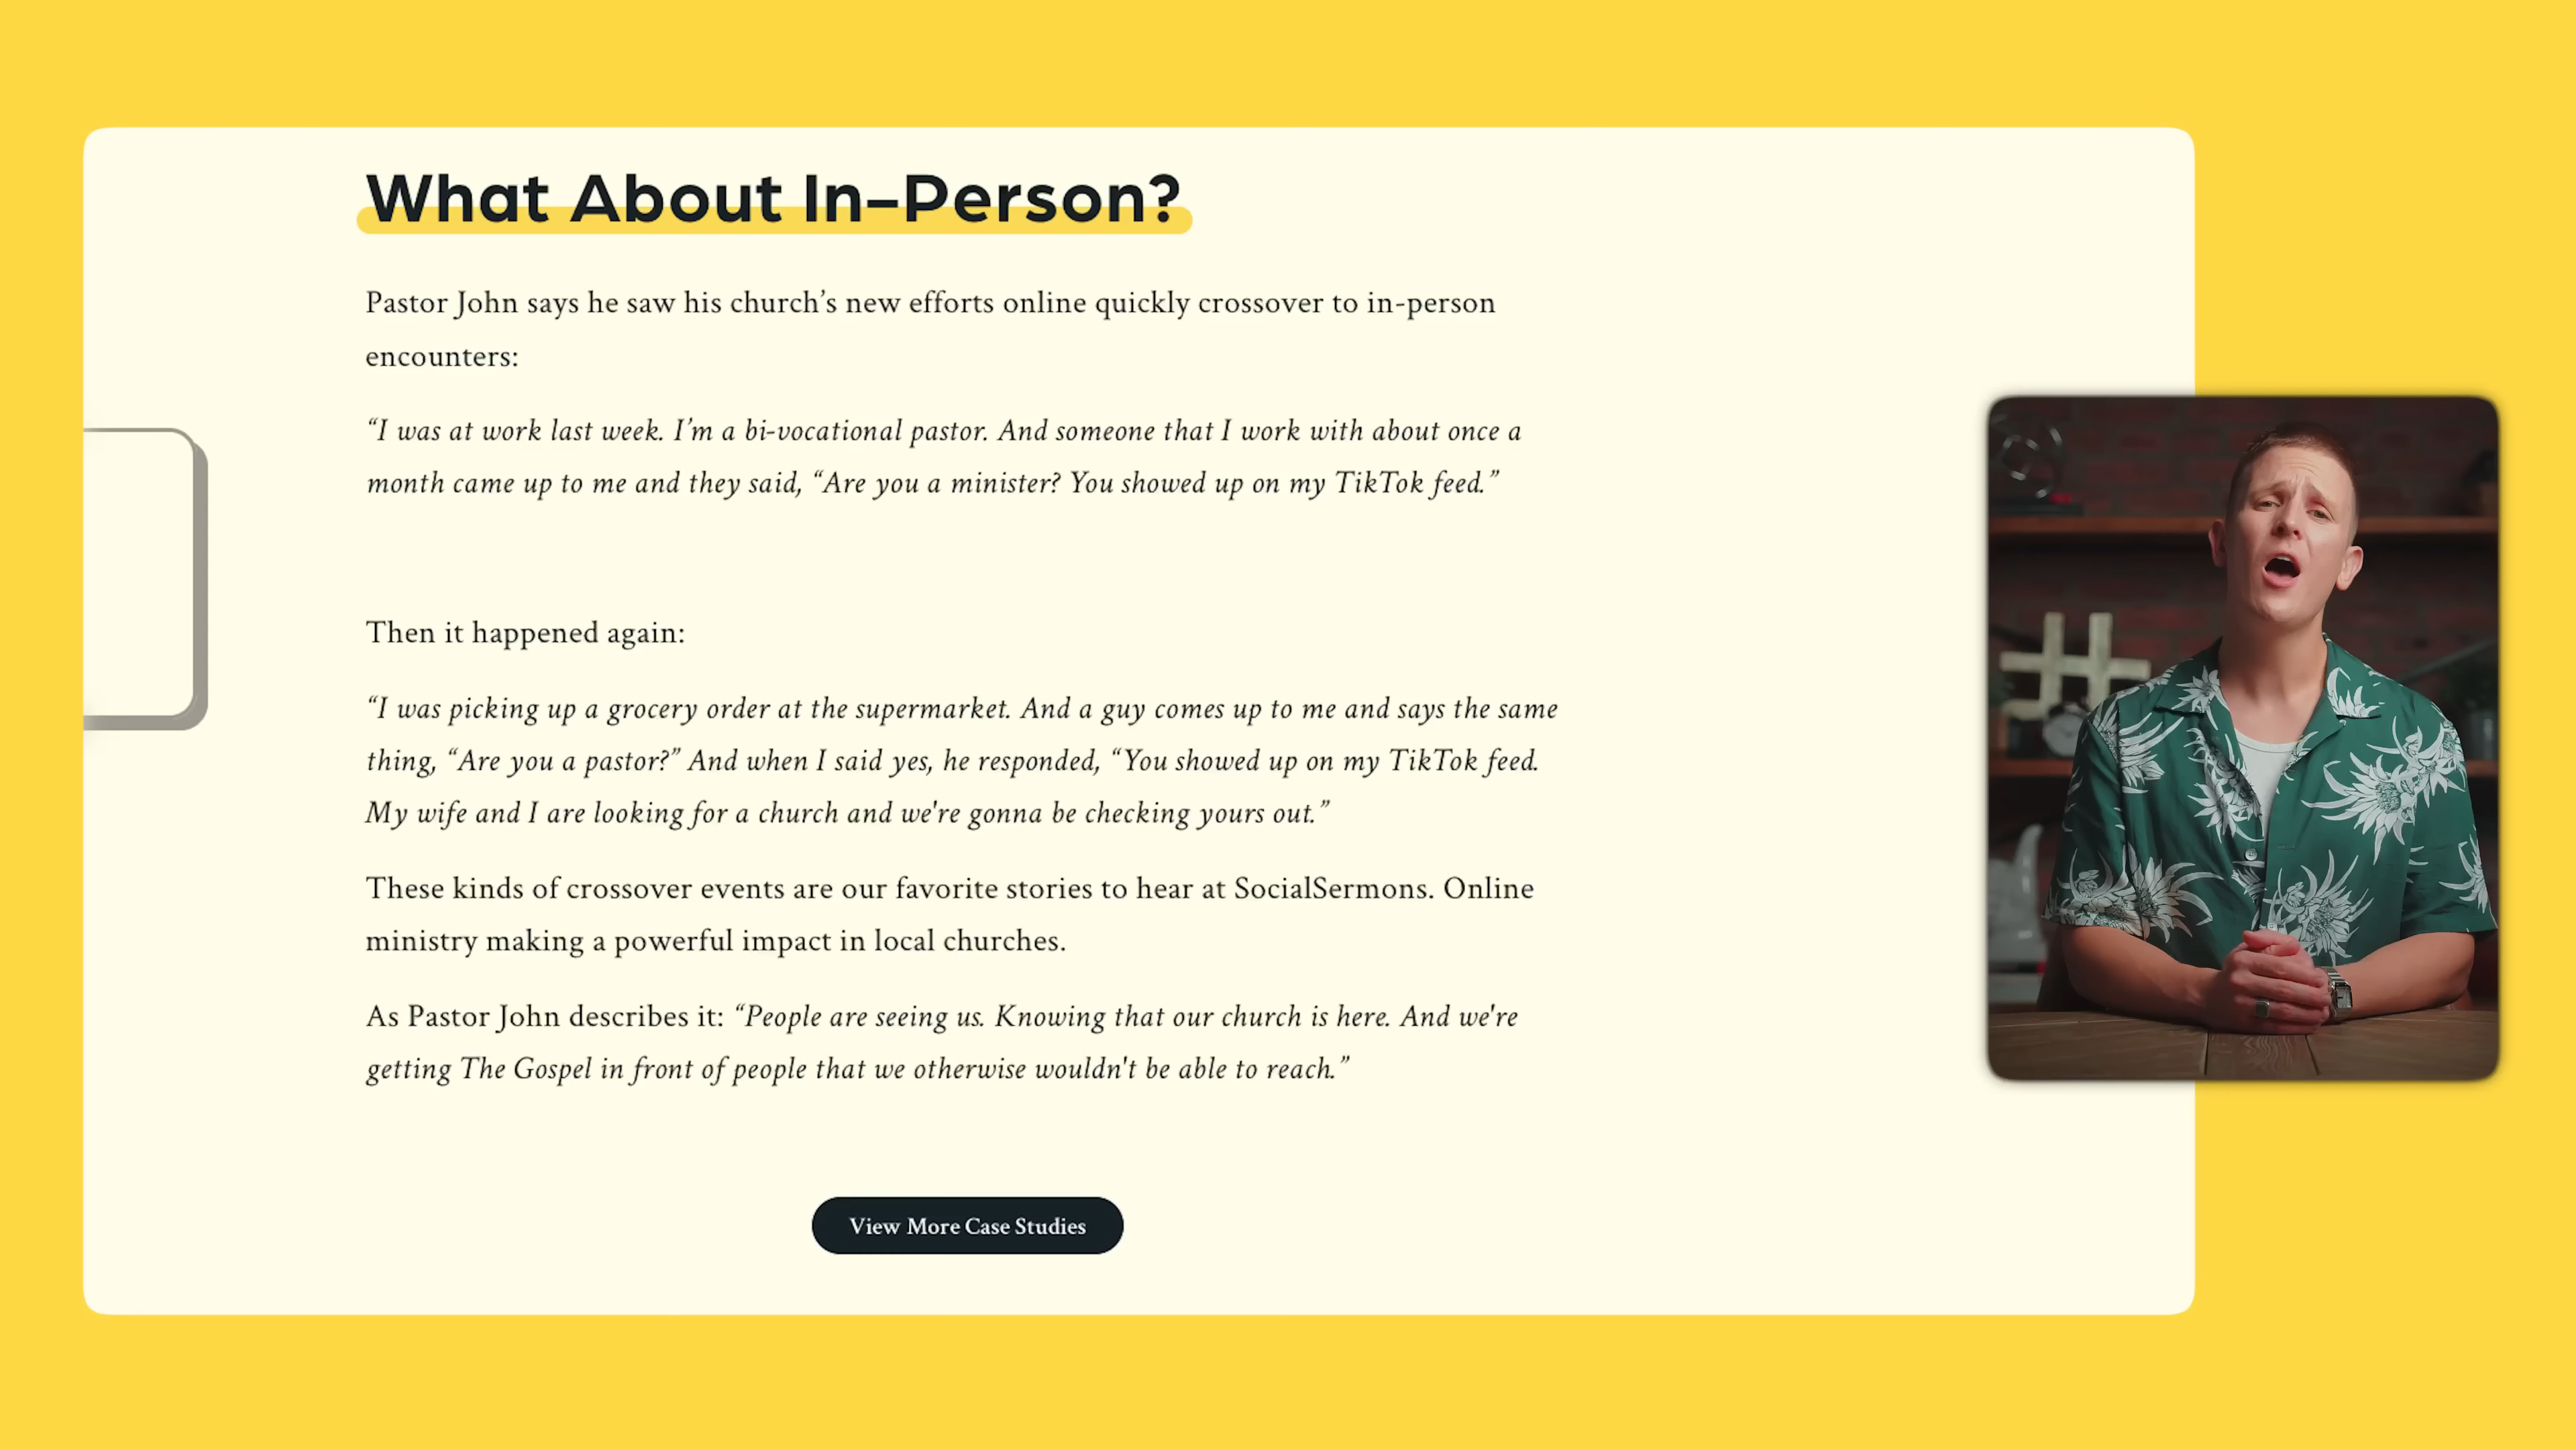 What About In-Person?
Pastor John says he saw his church’s new efforts online quickly crossover to in-person
encounters:
“I was at work last week. I’m a bi-vocational pastor. And someone that I work with about once a
month came up to me and they said, “Are you a minister? You showed up on my TikTok feed.”
Then it happened again:
“I was picking up a grocery order at the supermarket. And a guy comes up to me and says the same
thing, “Are you a pastor?” And when I said yes, he responded, “You showed up on my TikTok feed.
My wife and I are looking for a church and we're gonna be checking yours out.”
These kinds of crossover events are our favorite stories to hear at SocialSermons. Online
ministry making a powerful impact in local churches.
As Pastor John describes it: “People are seeing us. Knowing that our church is here. And we're
getting The Gospel in front of people that we otherwise wouldn't be able to reach.”
View More Case Studies